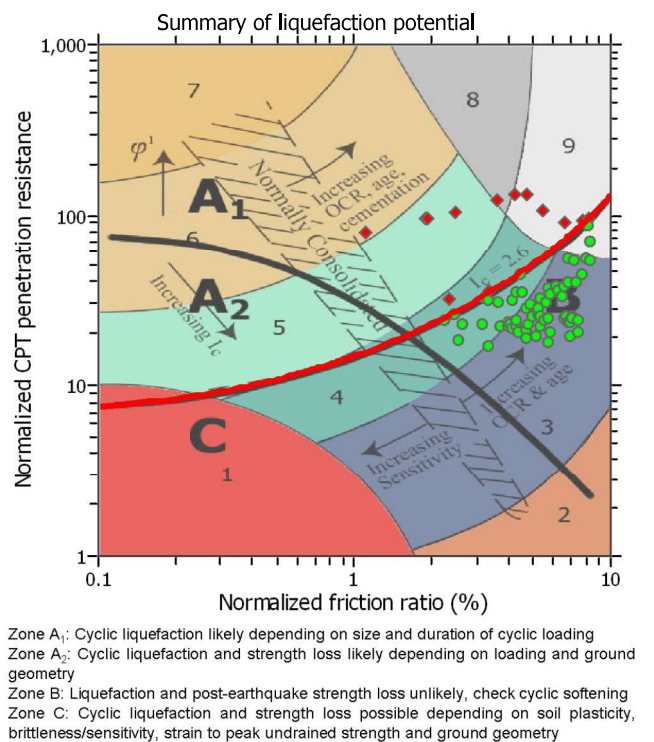 Summary of liquefaction potential
1,000
100
10
1
0.1
1
10
Normalized CPT penetration resistance
Normalized friction ratio (%)
7
8
9
φ'
A1
6
A2
5
B
4
3
C
1
2
Normally Consolidated
Increasing
OCR, age,
cementation
Increasing Ic
Ic = 2.6
Increasing
OCR & age
Increasing
Sensitivity
Zone A1: Cyclic liquefaction likely depending on size and duration of cyclic loading
Zone A2: Cyclic liquefaction and strength loss likely depending on loading and ground
geometry
Zone B: Liquefaction and post-earthquake strength loss unlikely, check cyclic softening
Zone C: Cyclic liquefaction and strength loss possible depending on soil plasticity,
brittleness/sensitivity, strain to peak undrained strength and ground geometry